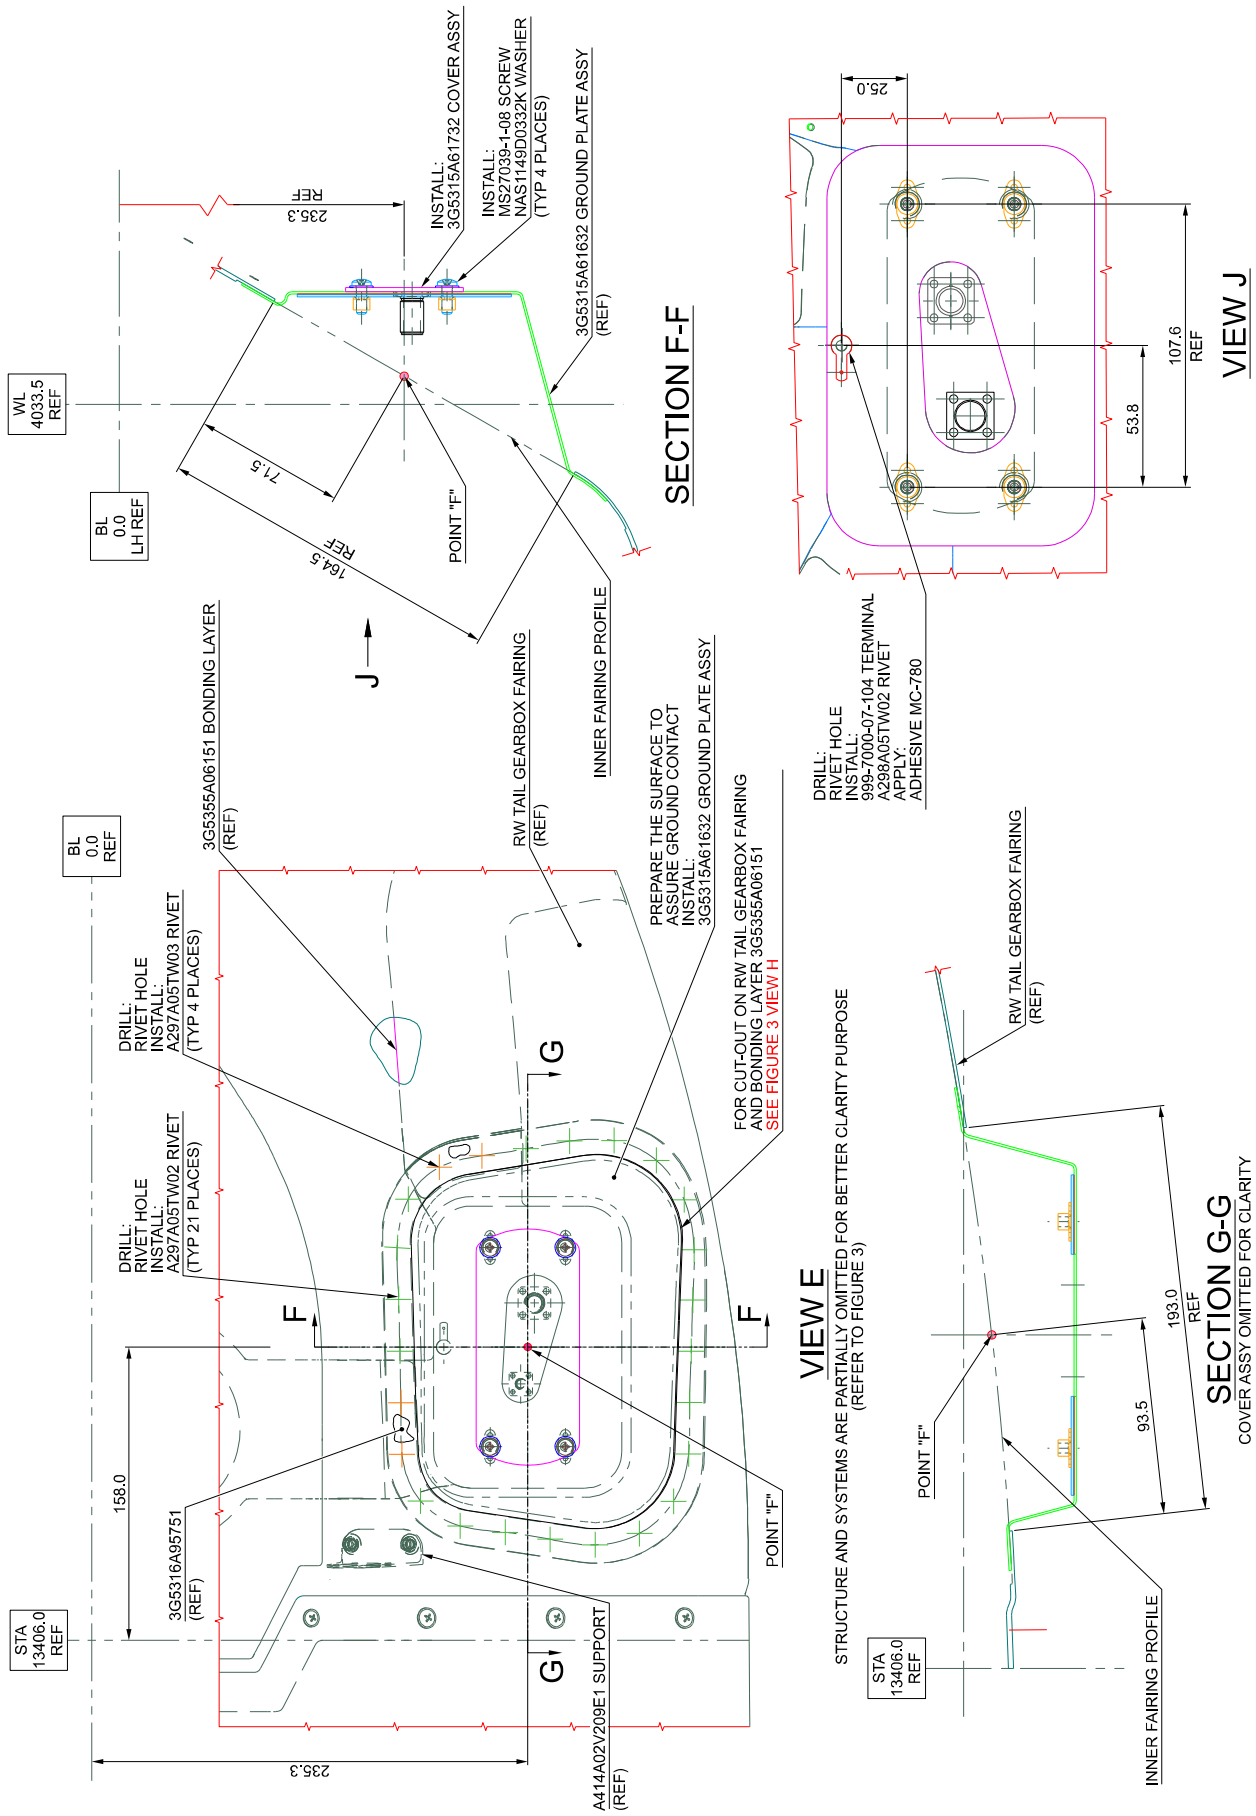 STA
13406.0
REF
BL
0.0
REF
158.0
235.3
DRILL:
RIVET HOLE
INSTALL:
A297A05TW02 RIVET
(TYP 21 PLACES)
DRILL:
RIVET HOLE
INSTALL:
A297A05TW03 RIVET
(TYP 4 PLACES)
3G5316A95751
(REF)
3G5355A06151 BONDING LAYER
(REF)
RW TAIL GEARBOX FAIRING
(REF)
PREPARE THE SURFACE TO
ASSURE GROUND CONTACT
INSTALL:
3G5315A61632 GROUND PLATE ASSY
FOR CUT-OUT ON RW TAIL GEARBOX FAIRING
AND BONDING LAYER 3G5355A06151
SEE FIGURE 3 VIEW H
F
F
G
G
POINT "F"
A414A02V209E1 SUPPORT
(REF)
VIEW E
STRUCTURE AND SYSTEMS ARE PARTIALLY OMITTED FOR BETTER CLARITY PURPOSE
(REFER TO FIGURE 3)
BL
0.0
LH REF
WL
4033.5
REF
235.3
REF
71.5
164.5
REF
J
POINT "F"
INNER FAIRING PROFILE
INSTALL:
3G5315A61732 COVER ASSY
INSTALL:
MS27039-1-08 SCREW
NAS1149D0332K WASHER
(TYP 4 PLACES)
3G5315A61632 GROUND PLATE ASSY
(REF)
SECTION F-F
STA
13406.0
REF
POINT "F"
RW TAIL GEARBOX FAIRING
(REF)
INNER FAIRING PROFILE
93.5
193.0
REF
SECTION G-G
COVER ASSY OMITTED FOR CLARITY
DRILL:
RIVET HOLE
INSTALL:
999-7000-07-104 TERMINAL
A298A05TW02 RIVET
APPLY:
ADHESIVE MC-780
25.0
53.8
107.6
REF
VIEW J